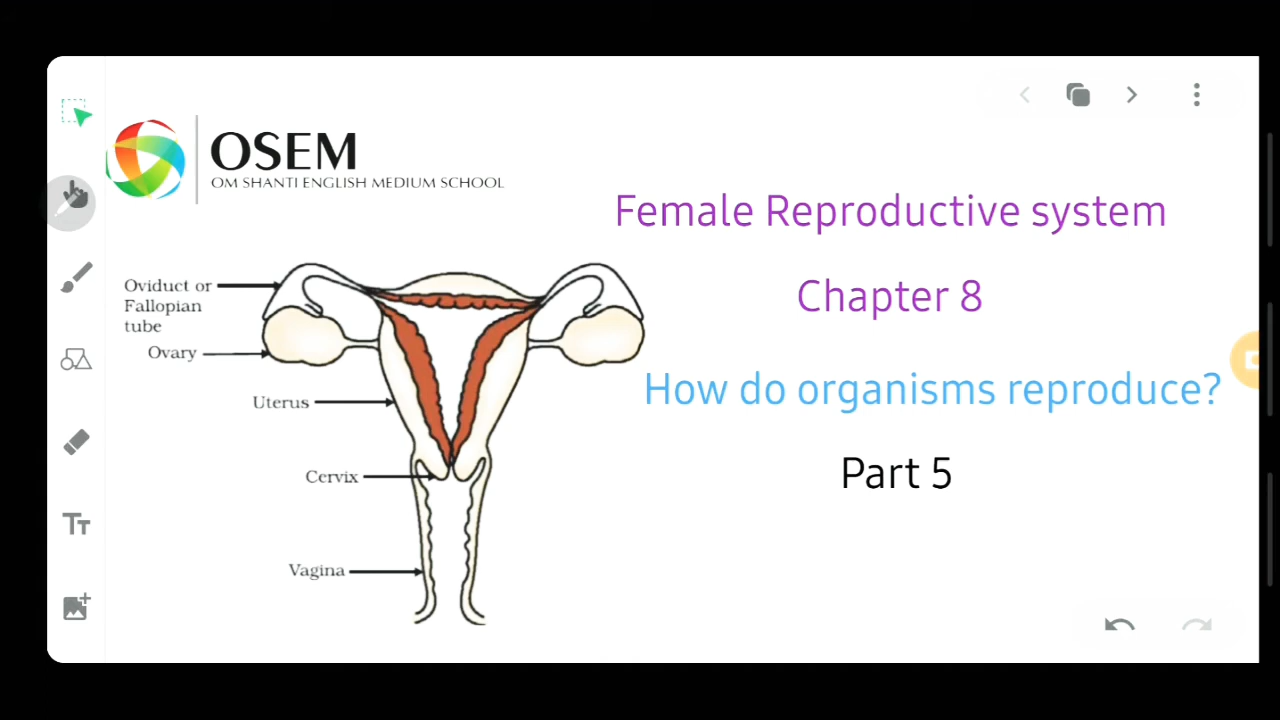 OSEM
OM SHANTI ENGLISH MEDIUM SCHOOL
Female Reproductive system
Chapter 8
How do organisms reproduce?
Part 5
Oviduct or
Fallopian
tube
Ovary
Uterus
Cervix
Vagina
TT